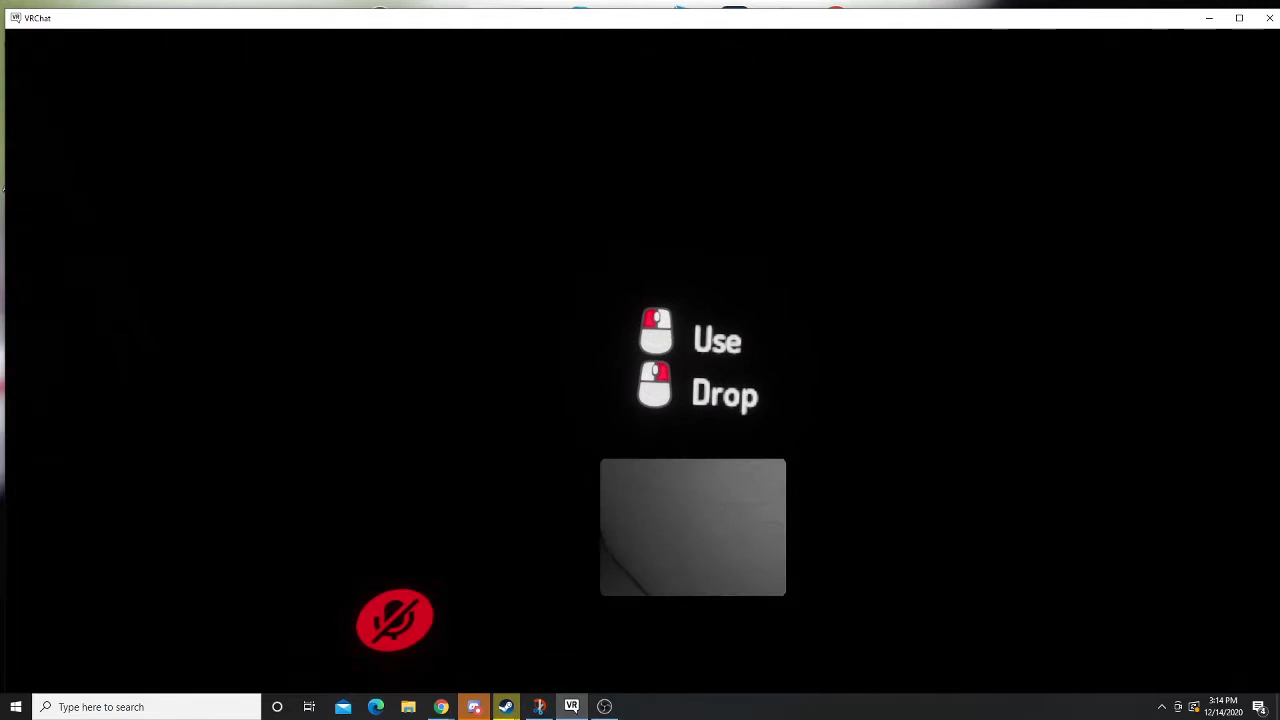 VRChat
Use
Drop
Type here to search
3:14 PM
12/14/2020